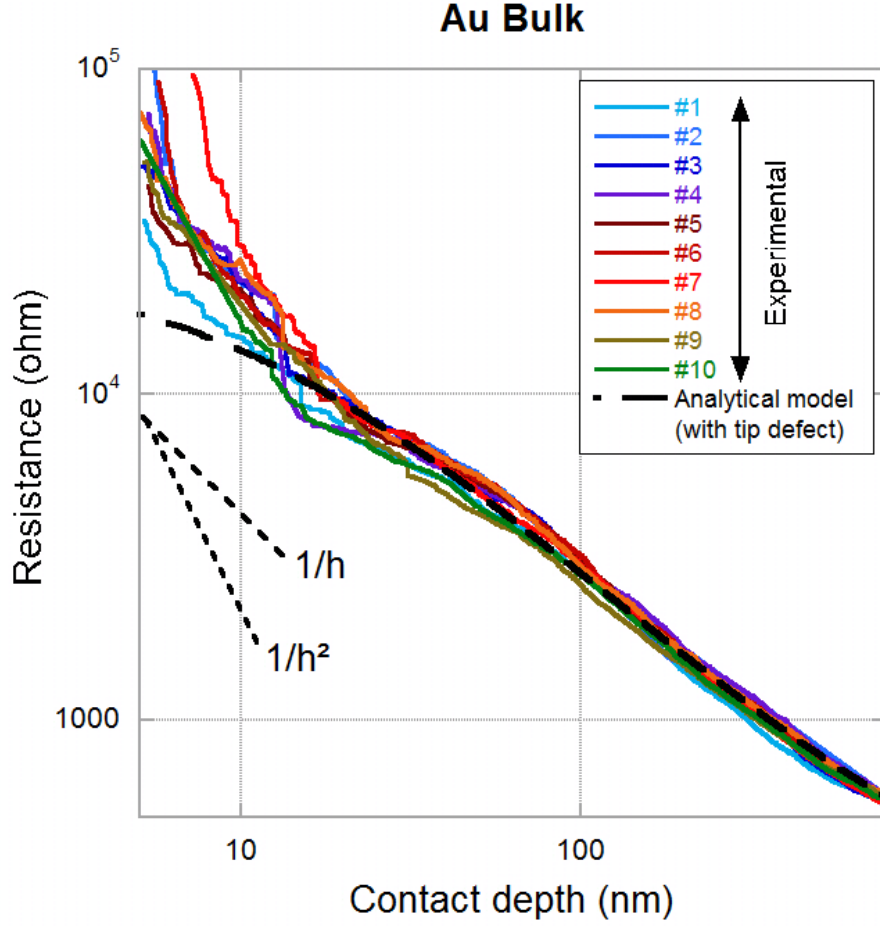 Au Bulk
10⁵
10⁴
1000
10
100
Resistance (ohm)
Contact depth (nm)
#1
#2
#3
#4
#5
#6
#7
#8
#9
#10
Experimental
Analytical model
(with tip defect)
1/h
1/h²